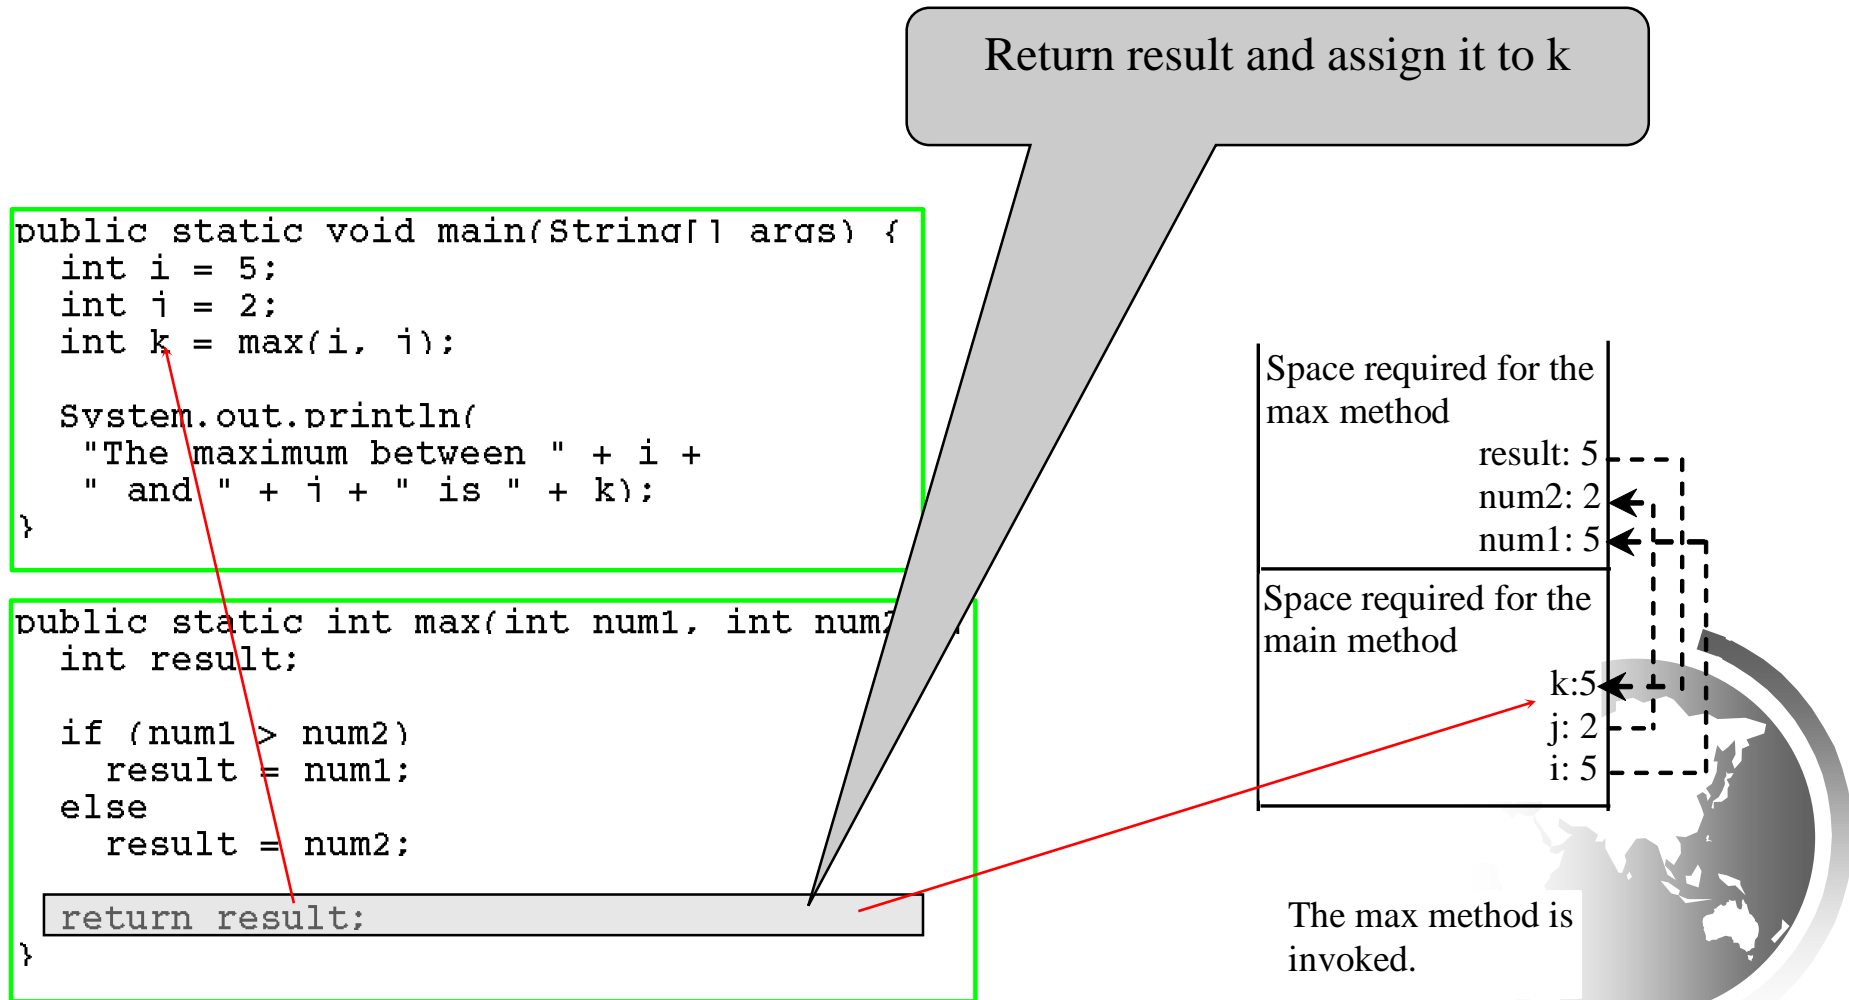 Return result and assign it to k
public static void main(String[] args) {
int i = 5;
int j = 2;
int k = max(i, j);
System.out.println(
"The maximum between " + i +
" and " + j + " is " + k);
}
public static int max(int num1, int num2
int result;
if (num1 > num2)
result = num1;
else
result = num2;
return result;
}
Space required for the
max method
result: 5
num2: 2
num1: 5
Space required for the
main method
k:5
j: 2
i: 5
The max method is
invoked.